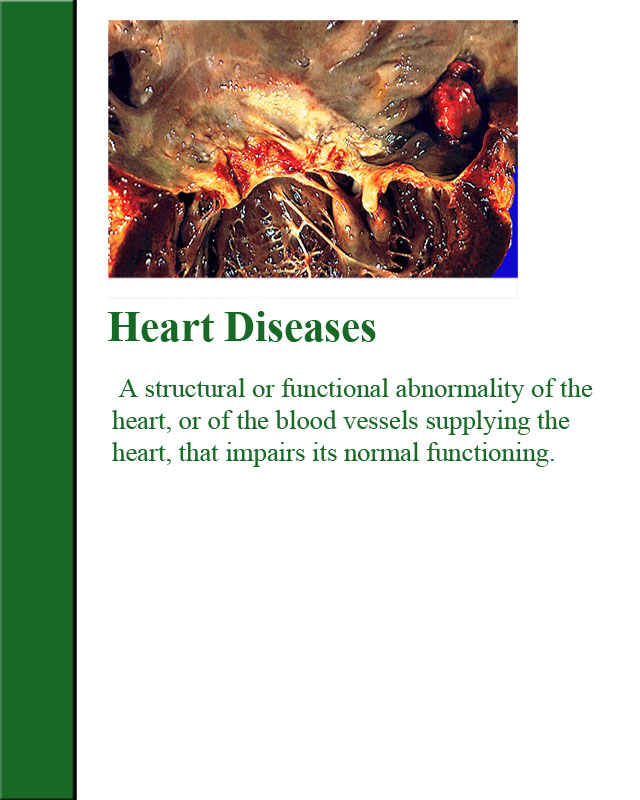 Heart Diseases
A structural or functional abnormality of the
heart, or of the blood vessels supplying the
heart, that impairs its normal functioning.